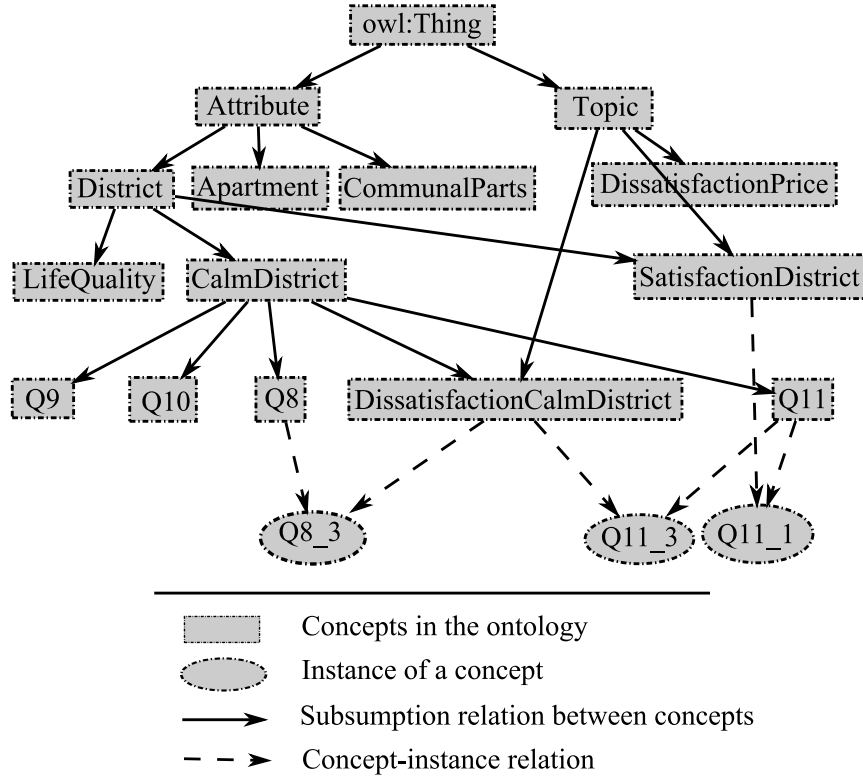 owl:Thing
Attribute
Topic
District
Apartment
CommunalParts
DissatisfactionPrice
LifeQuality
CalmDistrict
SatisfactionDistrict
Q9
Q10
Q8
DissatisfactionCalmDistrict
Q11
Q8_3
Q11_3
Q11_1
Concepts in the ontology
Instance of a concept
Subsumption relation between concepts
Concept-instance relation